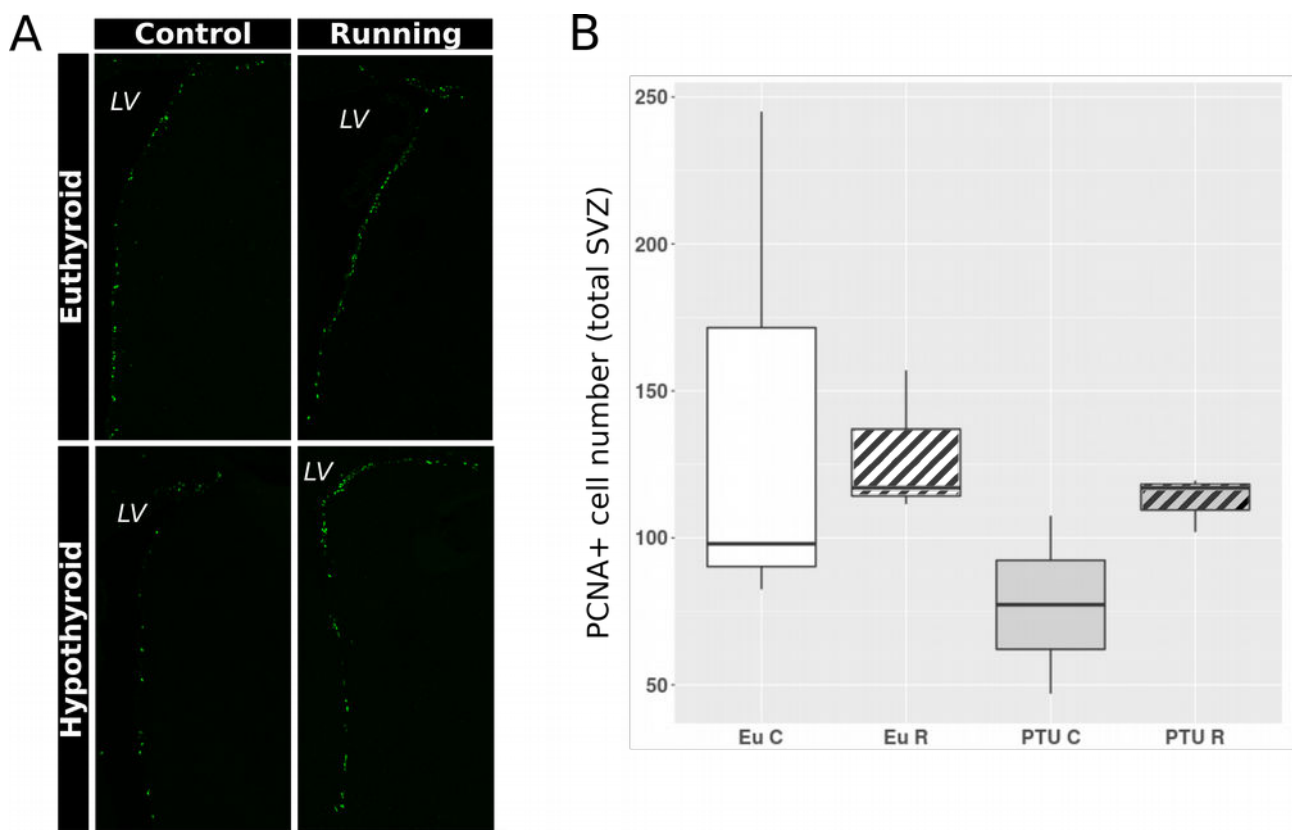 A
Control
Running
Euthyroid
LV
LV
Hypothyroid
LV
LV
B
PCNA+ cell number (total SVZ)
250
200
150
100
50
Eu C
Eu R
PTU C
PTU R